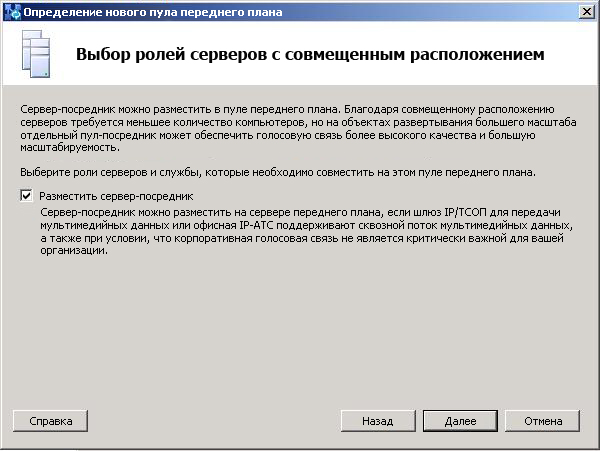 Определение нового пула переднего плана
Выбор ролей серверов с совмещенным расположением
Сервер-посредник можно разместить в пуле переднего плана. Благодаря совмещенному расположению
серверов требуется меньшее количество компьютеров, но на объектах развертывания большего масштаба
отдельный пул-посредник может обеспечить голосовую связь более высокого качества и большую
масштабируемость.
Выберите роли серверов и службы, которые необходимо совместить на этом пуле переднего плана.
Разместить сервер-посредник
Сервер-посредник можно разместить на сервере переднего плана, если шлюз IP/ТСОП для передачи
мультимедийных данных или офисная IP-АТС поддерживают сквозной поток мультимедийных данных,
а также при условии, что корпоративная голосовая связь не является критически важной для вашей
организации.
Справка
Назад
Далее
Отмена